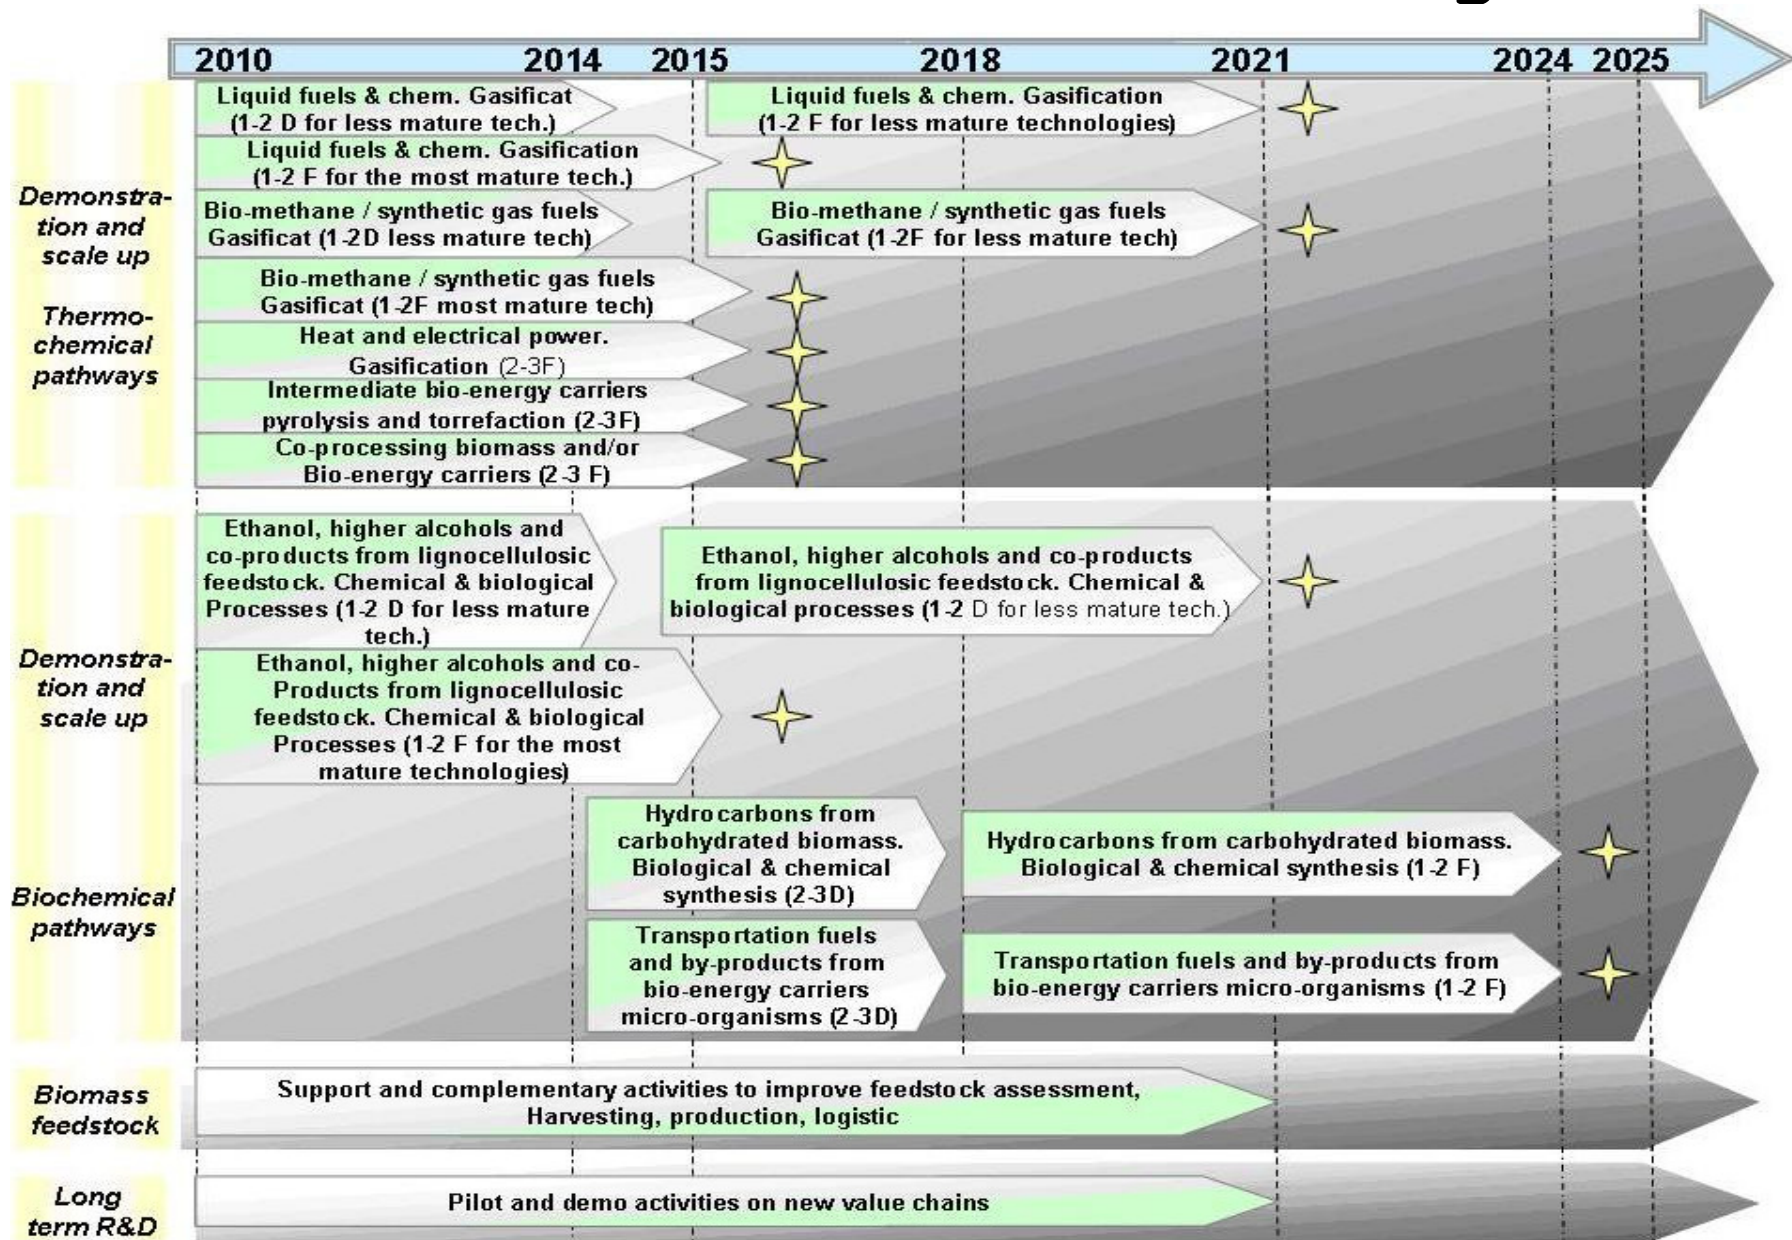 2010 2014 2015 2018 2021 2024 2025
Demonstra-
tion and
scale up
Thermo-
chemical
pathways
Liquid fuels & chem. Gasificat
(1-2 D for less mature tech.)
Liquid fuels & chem. Gasification
(1-2 F for less mature technologies)
Liquid fuels & chem. Gasification
(1-2 F for the most mature tech.)
Bio-methane / synthetic gas fuels
Gasificat (1-2D less mature tech)
Bio-methane / synthetic gas fuels
Gasificat (1-2F for less mature tech)
Bio-methane / synthetic gas fuels
Gasificat (1-2F most mature tech)
Heat and electrical power.
Gasification (2-3F)
Intermediate bio-energy carriers
pyrolysis and torrefaction (2-3F)
Co-processing biomass and/or
Bio-energy carriers (2-3 F)
Demonstra-
tion and
scale up
Biochemical
pathways
Ethanol, higher alcohols and
co-products from lignocellulosic
feedstock. Chemical & biological
Processes (1-2 D for less mature
tech.)
Ethanol, higher alcohols and co-products
from lignocellulosic feedstock. Chemical &
biological processes (1-2 D for less mature tech.)
Ethanol, higher alcohols and co-
Products from lignocellulosic
feedstock. Chemical & biological
Processes (1-2 F for the most
mature technologies)
Hydrocarbons from
carbohydrated biomass.
Biological & chemical
synthesis (2-3D)
Hydrocarbons from carbohydrated biomass.
Biological & chemical synthesis (1-2 F)
Transportation fuels
and by-products from
bio-energy carriers
micro-organisms (2-3D)
Transportation fuels and by-products from
bio-energy carriers micro-organisms (1-2 F)
Biomass
feedstock
Support and complementary activities to improve feedstock assessment,
Harvesting, production, logistic
Long
term R&D
Pilot and demo activities on new value chains